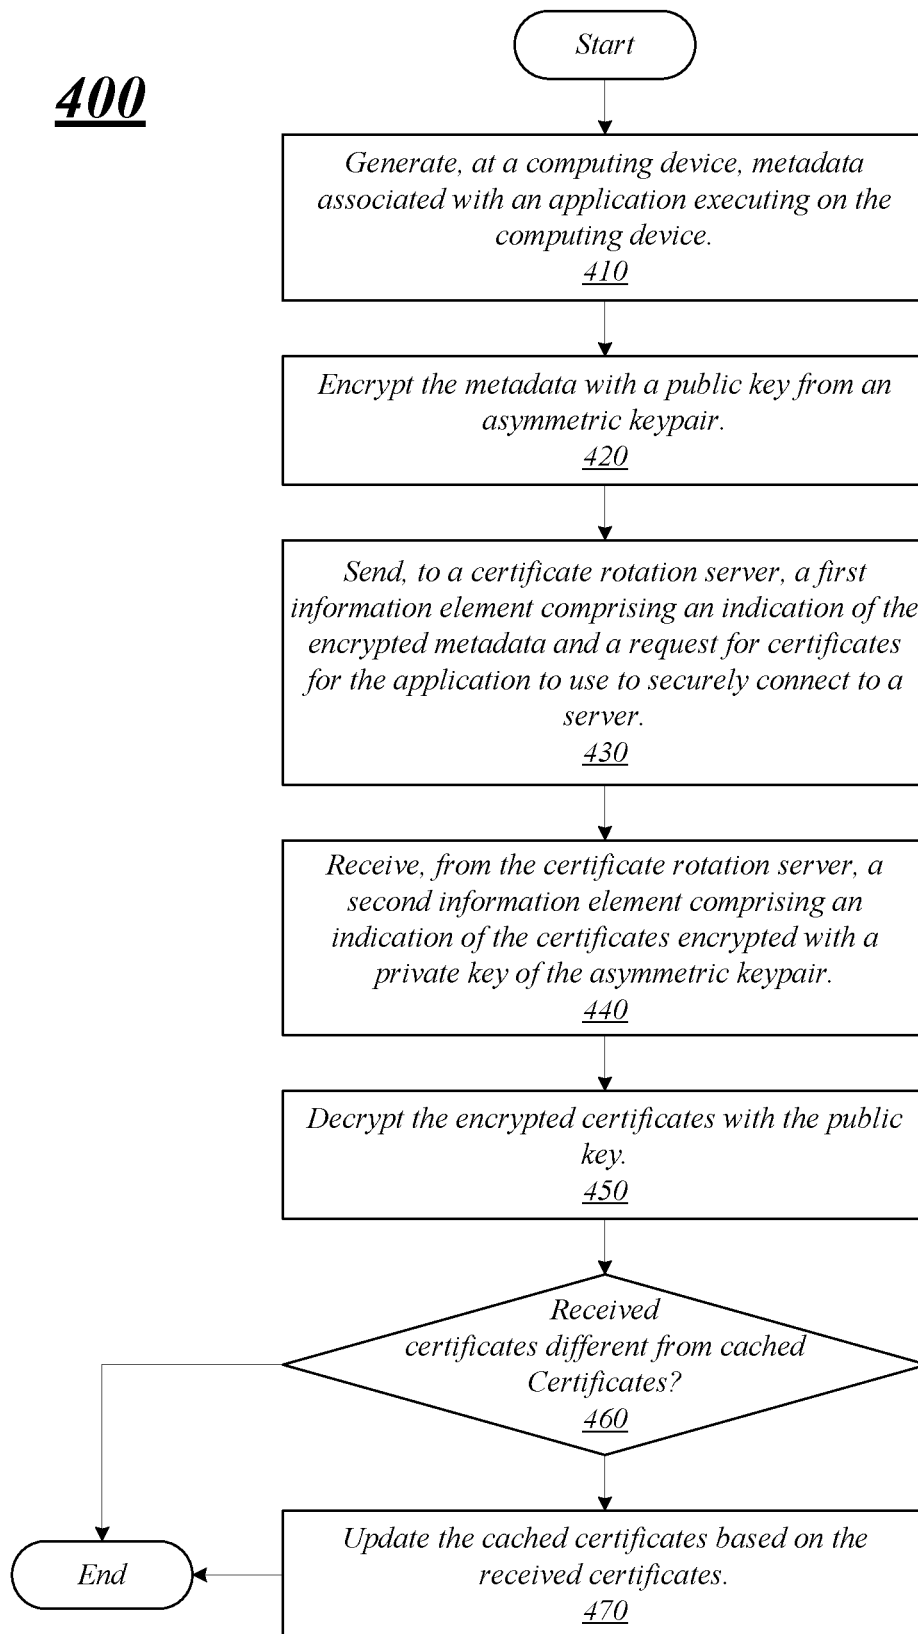 Start
400
Generate, at a computing device, metadata
associated with an application executing on the
computing device.
410
Encrypt the metadata with a public key from an
asymmetric keypair.
420
Send, to a certificate rotation server, a first
information element comprising an indication of the
encrypted metadata and a request for certificates
for the application to use to securely connect to a
server.
430
Receive, from the certificate rotation server, a
second information element comprising an
indication of the certificates encrypted with a
private key of the asymmetric keypair.
440
Decrypt the encrypted certificates with the public
key.
450
Received
certificates different from cached
Certificates?
460
Update the cached certificates based on the
received certificates.
470
End